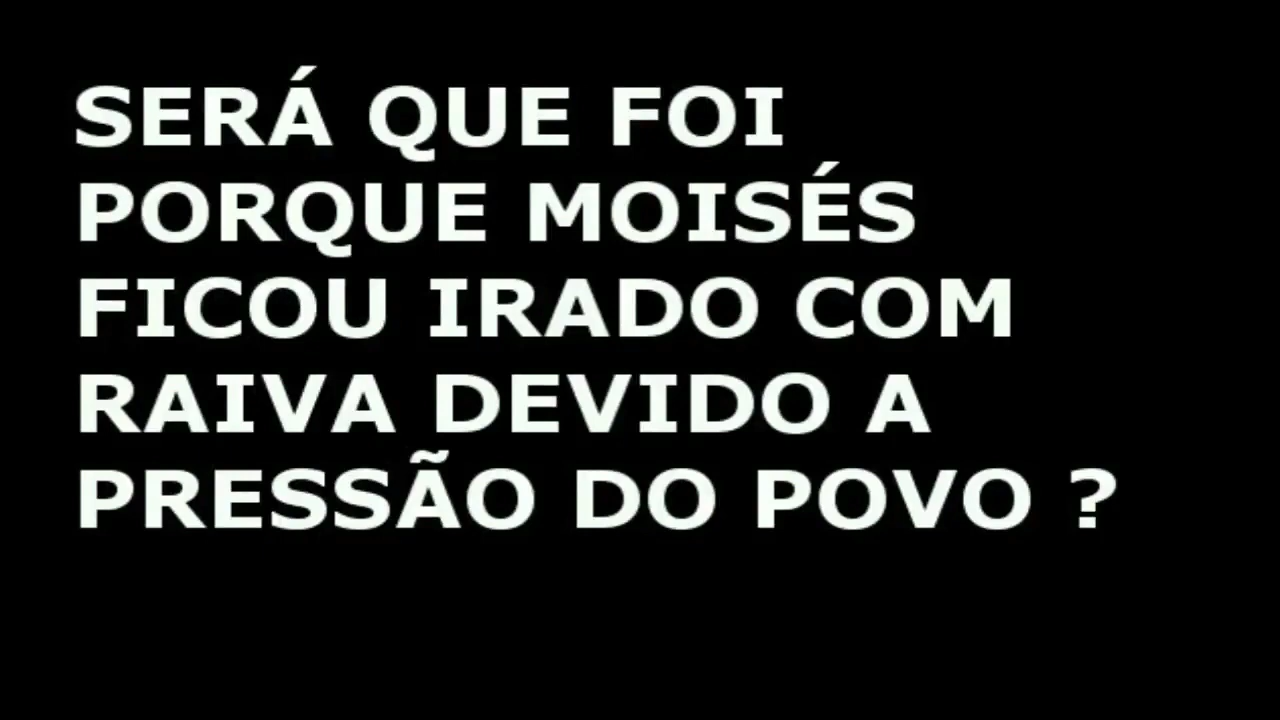 SERÁ QUE FOI
PORQUE MOISÉS
FICOU IRADO COM
RAIVA DEVIDO A
PRESSÃO DO POVO ?